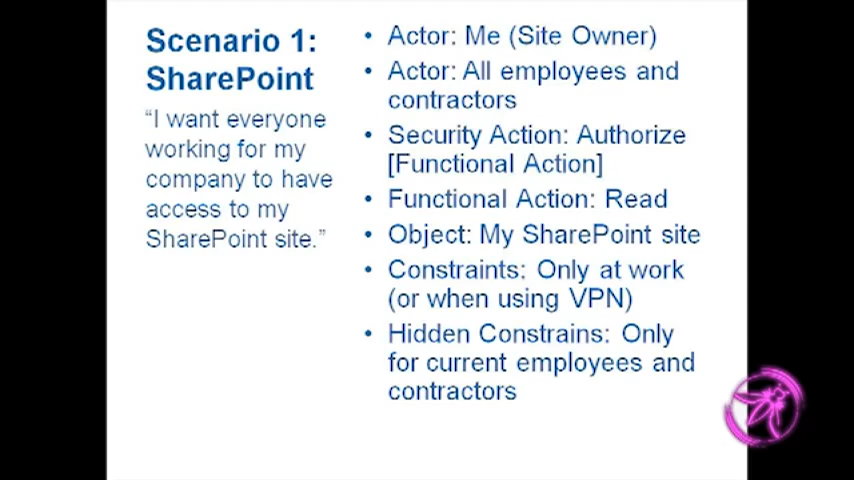 Scenario 1:
SharePoint
“I want everyone
working for my
company to have
access to my
SharePoint site.”
• Actor: Me (Site Owner)
• Actor: All employees and
contractors
• Security Action: Authorize
[Functional Action]
• Functional Action: Read
• Object: My SharePoint site
• Constraints: Only at work
(or when using VPN)
• Hidden Constrains: Only
for current employees and
contractors